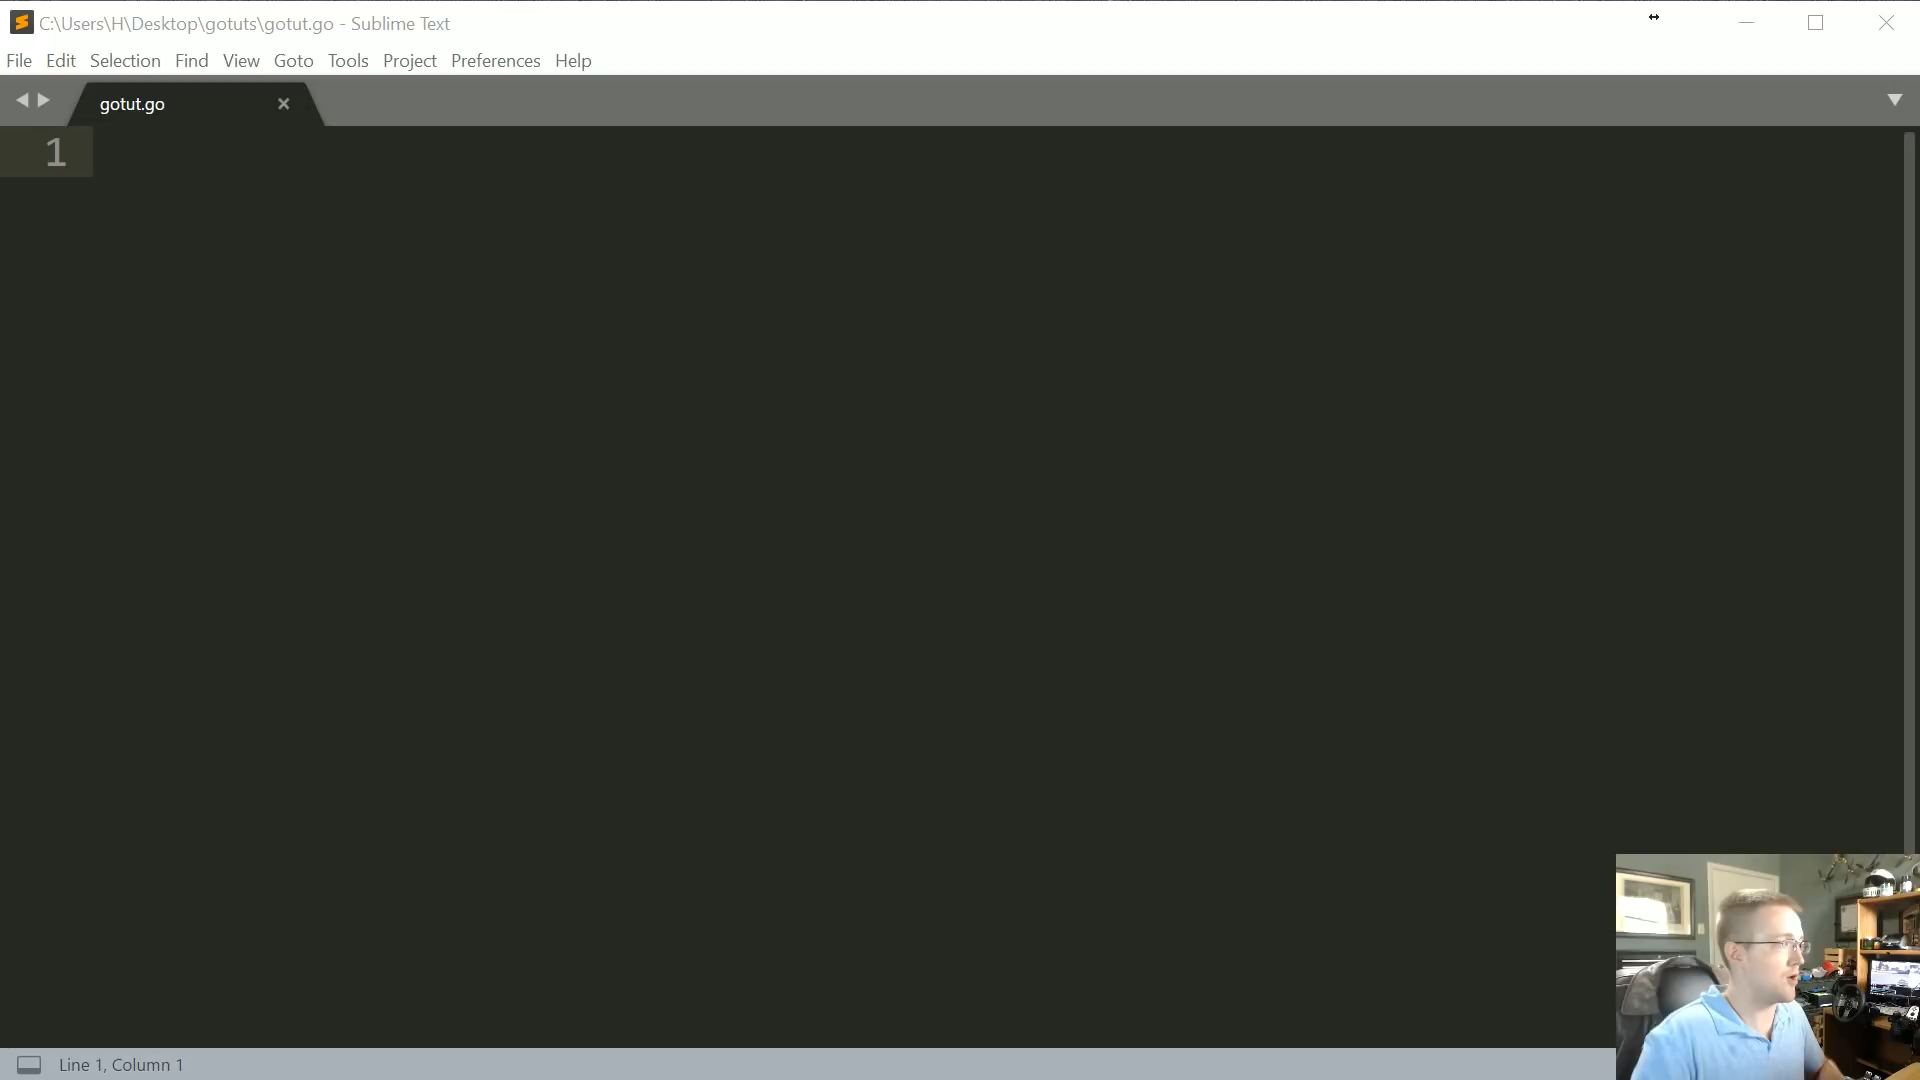 C:\Users\H\Desktop\gotuts\gotut.go - Sublime Text
File Edit Selection Find View Goto Tools Project Preferences Help
gotut.go
1
Line 1, Column 1